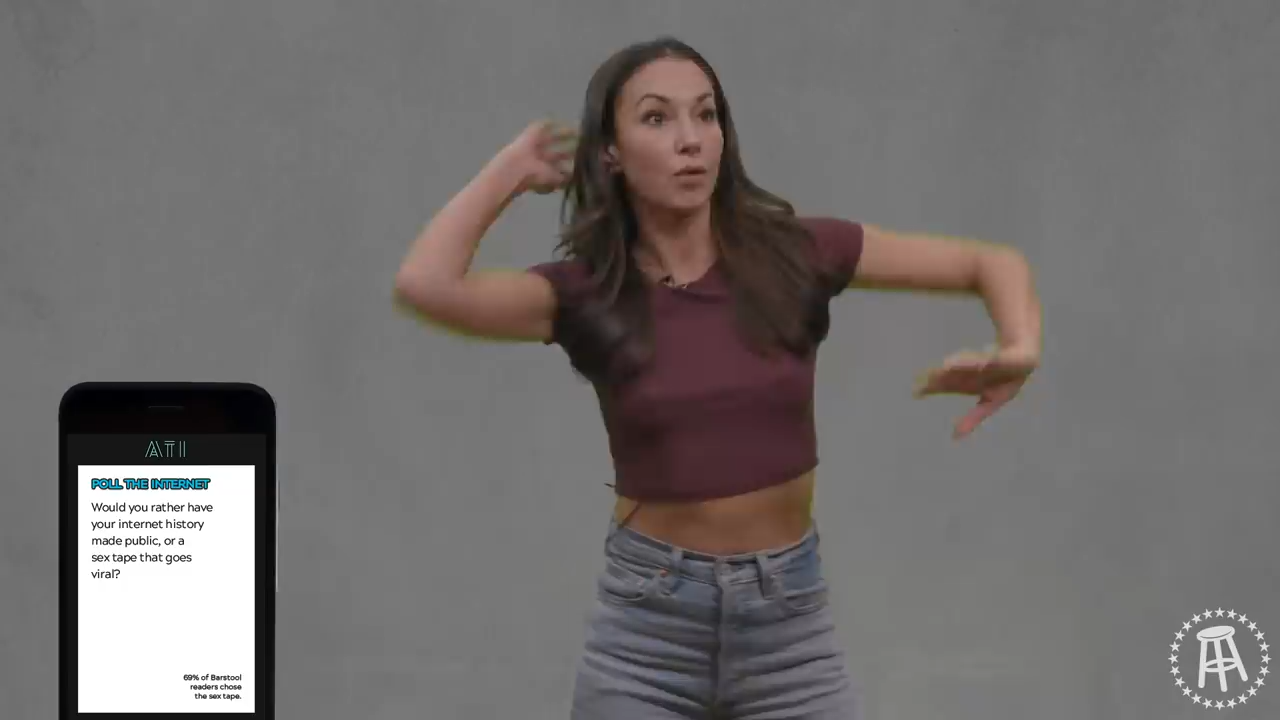 ATI
POLL THE INTERNET
Would you rather have
your internet history
made public, or a
sex tape that goes
viral?
69% of Barstool
readers chose
the sex tape.